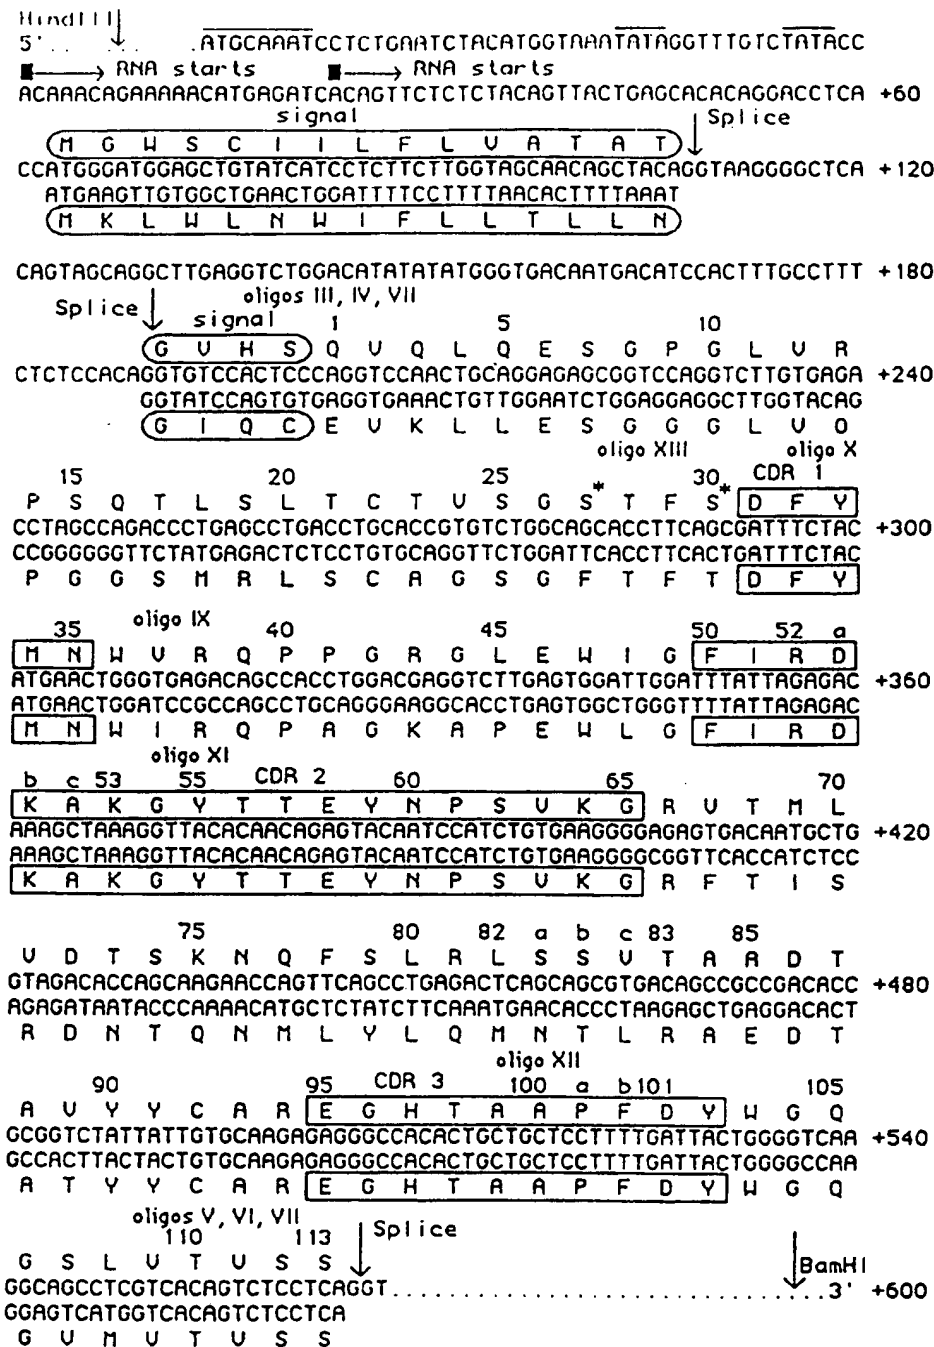 HindIII
5'.. . . . .ATGCAAATCCTCTGAATCTACATGGTAAATATAGGTTTGTCTATACC
RNA starts RNA starts
ACAAACAGAAAAACATGAGATCACAGTTCTCTCTACAGTTACTGAGCACACAGGACCTCA +60
signal Splice
M G W S C I I L F L V A T A T
CCATGGGATGGAGCTGTATCATCCTCTTCTTGGTAGCAACAGCTACAGGTAAGGGGCTCA +120
ATGAAGTTGTGGCTGAACTGGATTTTCCTTTTAACACTTTTAAAT
M K L W L N W I F L L T L L N
CAGTAGCAGGCTTGAGGTCTGGACATATATATGGGTGACAATGACATCCACTTTGCCTTT +180
Splice oligos III, IV, VII
signal 1 5 10
G V H S Q V Q L Q E S G P G L V R
CTCTCCACAGGTGTCCACTCCCAGGTCCAACTGCAGGAGAGCGGTCCAGGTCTTGTGAGA +240
GGTATCCAGTGTGAGGTGAAACTGTTGGAATCTGGAGGAGGCTTGGTACAG
G I Q C E V K L L E S G G G L V Q
oligo XIII oligo X
15 20 25 30 CDR 1
P S Q T L S L T C T V S G S* T F S* D F Y
CCTAGCCAGACCCTGAGCCTGACCTGCACCGTGTCTGGCAGCACCTTCAGCGATTTCTAC +300
CCGGGGGGTTCTATGAGACTCTCCTGTGCAGGTTCTGGATTCACCTTCACTGATTTCTAC
P G G S M R L S C A G S G F T F T D F Y
oligo IX
35 40 45 50 52 a
M N W V R Q P P G R G L E W I G F I R D
ATGAACTGGGTGAGACAGCCACCTGGACGAGGTCTTGAGTGGATTGGATTTATTAGAGAC +360
ATGAACTGGATCCGCCAGCCTGCAGGGAAGGCACCTGAGTGGCTGGGTTTTATTAGAGAC
M N W I R Q P A G K A P E W L G F I R D
oligo XI
b c 53 55 CDR 2 60 65 70
K A K G Y T T E Y N P S V K G R V T M L
AAAGCTAAAGGTTACACAACAGAGTACAATCCATCTGTGAAGGGGAGAGTGACAATGCTG +420
AAAGCTAAAGGTTACACAACAGAGTACAATCCATCTGTGAAGGGGCGGTTCACCATCTCC
K A K G Y T T E Y N P S V K G R F T I S
75 80 82 a b c 83 85
V D T S K N Q F S L R L S S V T A A D T
GTAGACACCAGCAAGAACCAGTTCAGCCTGAGACTCAGCAGCGTGACAGCCGCCGACACC +480
AGAGATAATACCCAAAACATGCTCTATCTTCAAATGAACACCCTAAGAGCTGAGGACACT
R D N T Q N M L Y L Q M N T L R A E D T
oligo XII
90 95 CDR 3 100 a b 101 105
A V Y Y C A R E G H T A A P F D Y W G Q
GCGGTCTATTATTGTGCAAGAGAGGGCCACACTGCTGCTCCTTTTGATTACTGGGGTCAA +540
GCCACTTACTACTGTGCAAGAGAGGGCCACACTGCTGCTCCTTTTGATTACTGGGGCCAA
A T Y Y C A R E G H T A A P F D Y W G Q
oligos V, VI, VII
110 113 Splice
G S L V T V S S BamHI
GGCAGCCTCGTCACAGTCTCCTCAGGT..............................3' +600
GGAGTCATGGTCACAGTCTCCTCA
G V M V T V S S